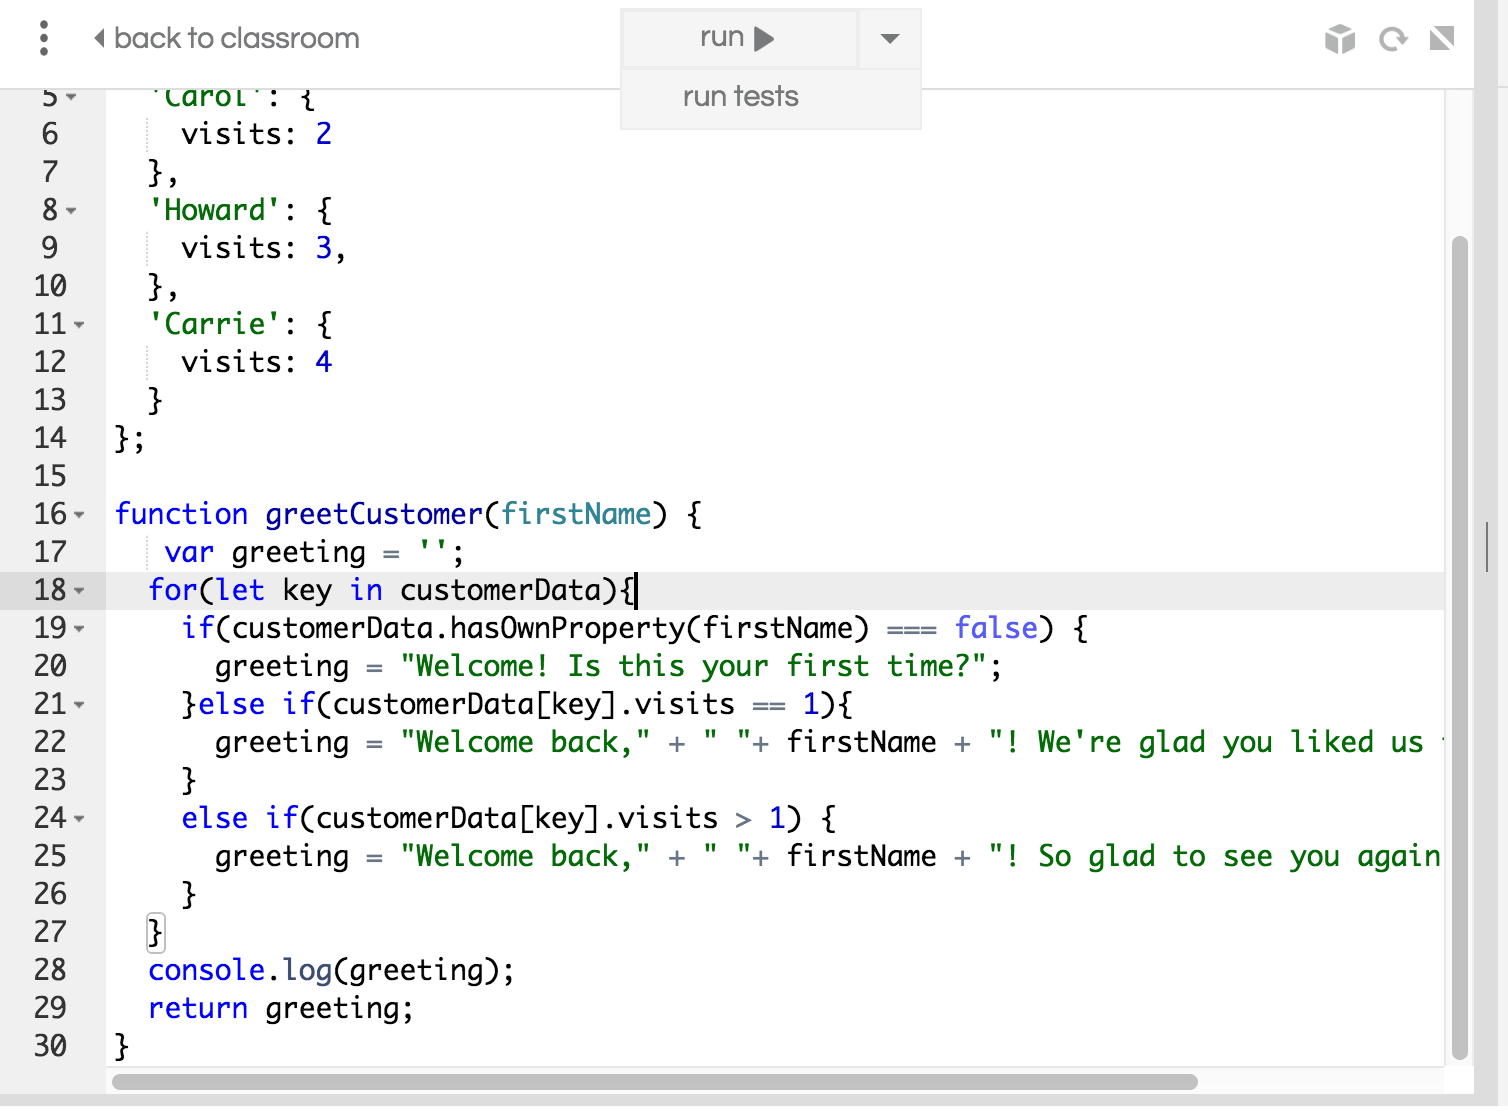 back to classroom
run
run tests
5 'Carol': {
6 visits: 2
7 },
8 'Howard': {
9 visits: 3,
10 },
11 'Carrie': {
12 visits: 4
13 }
14 };
15
16 function greetCustomer(firstName) {
17 var greeting = '';
18 for(let key in customerData){
19 if(customerData.hasOwnProperty(firstName) === false) {
20 greeting = "Welcome! Is this your first time?";
21 }else if(customerData[key].visits == 1){
22 greeting = "Welcome back," + " "+ firstName + "! We're glad you liked us
23 }
24 else if(customerData[key].visits > 1) {
25 greeting = "Welcome back," + " "+ firstName + "! So glad to see you again
26 }
27 }
28 console.log(greeting);
29 return greeting;
30 }